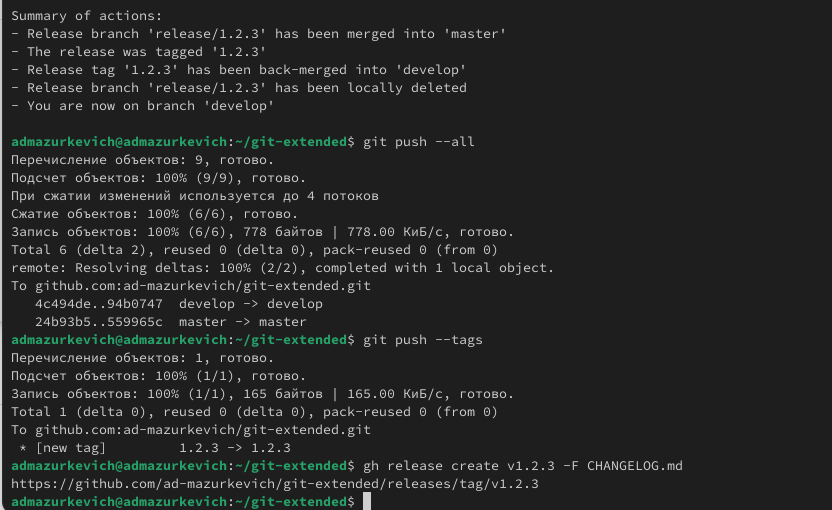 Summary of actions:
- Release branch 'release/1.2.3' has been merged into 'master'
- The release was tagged '1.2.3'
- Release tag '1.2.3' has been back-merged into 'develop'
- Release branch 'release/1.2.3' has been locally deleted
- You are now on branch 'develop'
admazurkevich@admazurkevich:~/git-extended$ git push --all
Перечисление объектов: 9, готово.
Подсчет объектов: 100% (9/9), готово.
При сжатии изменений используется до 4 потоков
Сжатие объектов: 100% (6/6), готово.
Запись объектов: 100% (6/6), 778 байтов | 778.00 КиБ/с, готово.
Total 6 (delta 2), reused 0 (delta 0), pack-reused 0 (from 0)
remote: Resolving deltas: 100% (2/2), completed with 1 local object.
To github.com:ad-mazurkevich/git-extended.git
   4c494de..94b0747  develop -> develop
   24b93b5..559965c  master -> master
admazurkevich@admazurkevich:~/git-extended$ git push --tags
Перечисление объектов: 1, готово.
Подсчет объектов: 100% (1/1), готово.
Запись объектов: 100% (1/1), 165 байтов | 165.00 КиБ/с, готово.
Total 1 (delta 0), reused 0 (delta 0), pack-reused 0 (from 0)
To github.com:ad-mazurkevich/git-extended.git
 * [new tag]         1.2.3 -> 1.2.3
admazurkevich@admazurkevich:~/git-extended$ gh release create v1.2.3 -F CHANGELOG.md
https://github.com/ad-mazurkevich/git-extended/releases/tag/v1.2.3
admazurkevich@admazurkevich:~/git-extended$